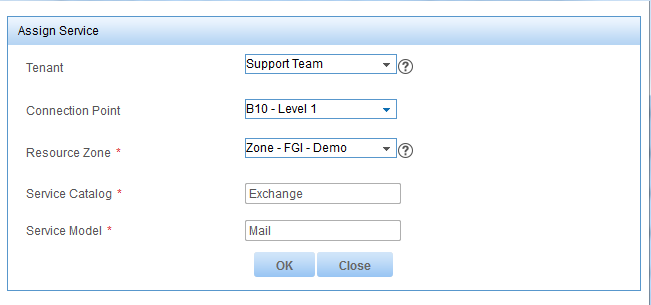 Assign Service
Tenant Support Team ?
Connection Point B10 - Level 1
Resource Zone * Zone - FGI - Demo ?
Service Catalog * Exchange
Service Model * Mail
OK Close